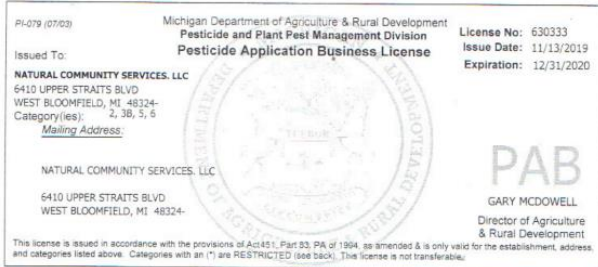 PI-079 (07/03)
Michigan Department of Agriculture & Rural Development
Pesticide and Plant Pest Management Division
Pesticide Application Business License
License No: 630333
Issue Date: 11/13/2019
Expiration: 12/31/2020
Issued To:
NATURAL COMMUNITY SERVICES. LLC
6410 UPPER STRAITS BLVD
WEST BLOOMFIELD, MI 48324-
Category(ies): 2, 3B, 5, 6
Mailing Address:
NATURAL COMMUNITY SERVICES. LLC
6410 UPPER STRAITS BLVD
WEST BLOOMFIELD, MI 48324-
DEPARTMENT OF AGRICULTURE & RURAL DEVELOPMENT
TUEBOR
PAB
GARY MCDOWELL
Director of Agriculture
& Rural Development
This license is issued in accordance with the provisions of Act451, Part 83, PA of 1994, as amended & is only valid for the establishment, address,
and categories listed above. Categories with an (*) are RESTRICTED (see back). This license is not transferable.